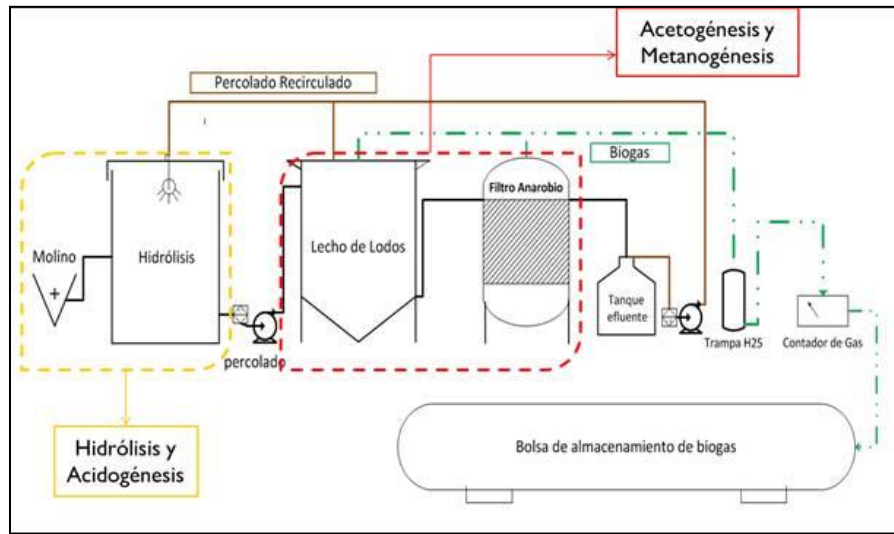 Acetogénesis y
Metanogénesis
Percolado Recirculado
Biogas
Filtro Anarobio
Molino
+
Hidrólisis
Lecho de Lodos
Tanque
efluente
percolado
Trampa H2S
Contador de Gas
Hidrólisis y
Acidogénesis
Bolsa de almacenamiento de biogas